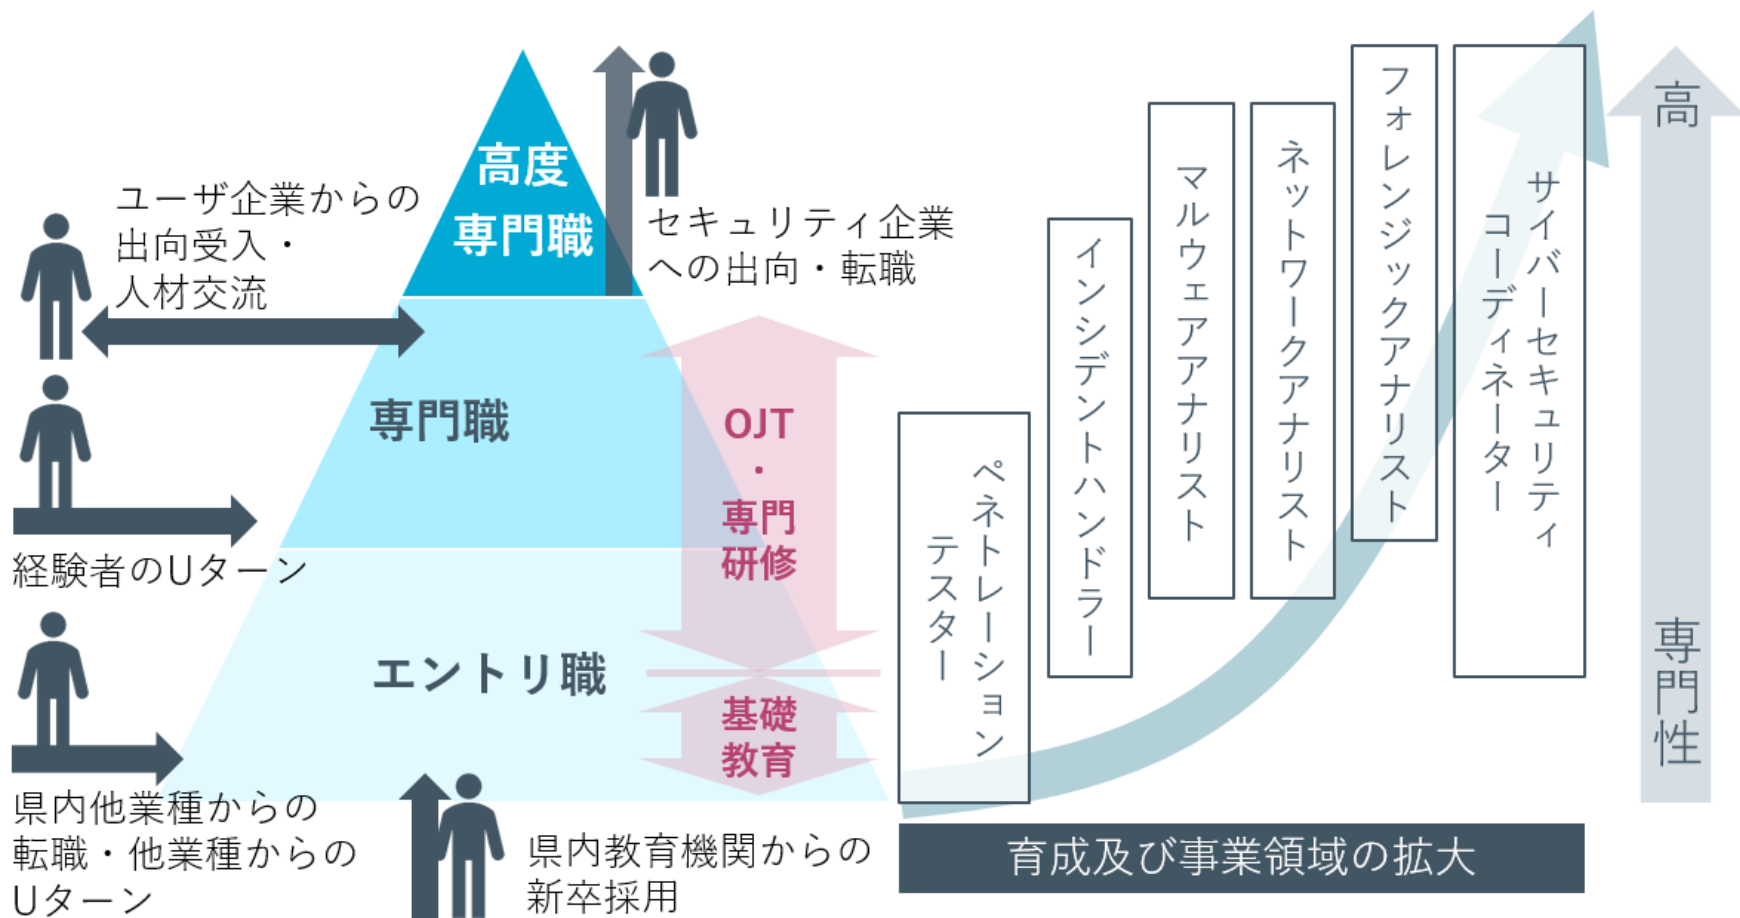 高度
専門職
セキュリティ企業
への出向・転職
ユーザ企業からの
出向受入・
人材交流
専門職
経験者のUターン
エントリ職
県内他業種からの
転職・他業種からの
Uターン
県内教育機関からの
新卒採用
OJT
・
専門
研修
基礎
教育
ペネトレーション
テスター
インシデントハンドラー
マルウェアアナリスト
ネットワークアナリスト
フォレンジックアナリスト
サイバーセキュリティ
コーディネーター
高
専門性
育成及び事業領域の拡大